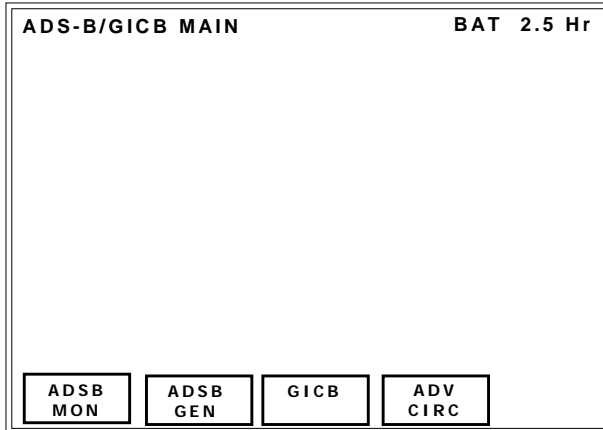 ADS-B/GICB MAIN BAT 2.5 Hr
ADSB MON
ADSB GEN
GICB
ADV CIRC